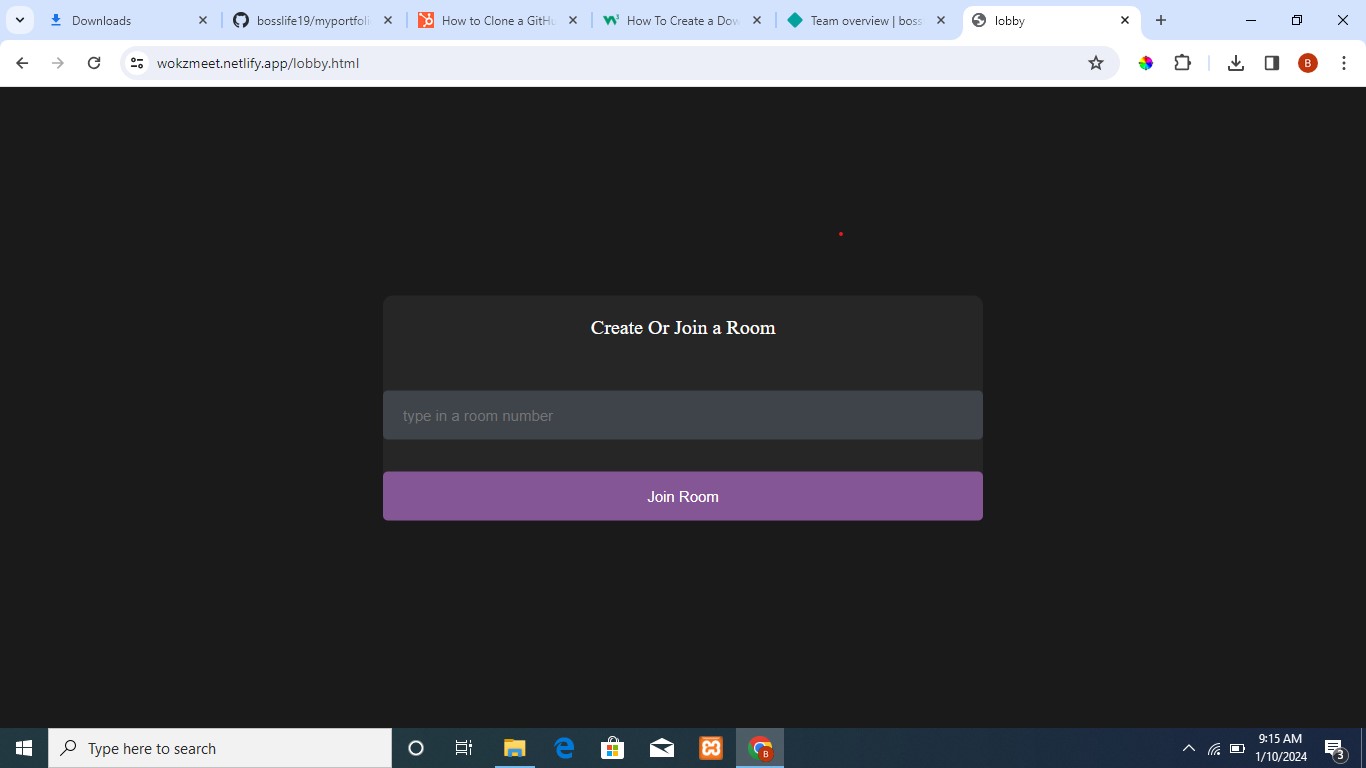 Downloads
bosslife19/myportfoli
How to Clone a GitHu
How To Create a Dow
Team overview | boss
lobby
wokzmeet.netlify.app/lobby.html
B
Create Or Join a Room
type in a room number
Join Room
Type here to search
B
9:15 AM
1/10/2024
3